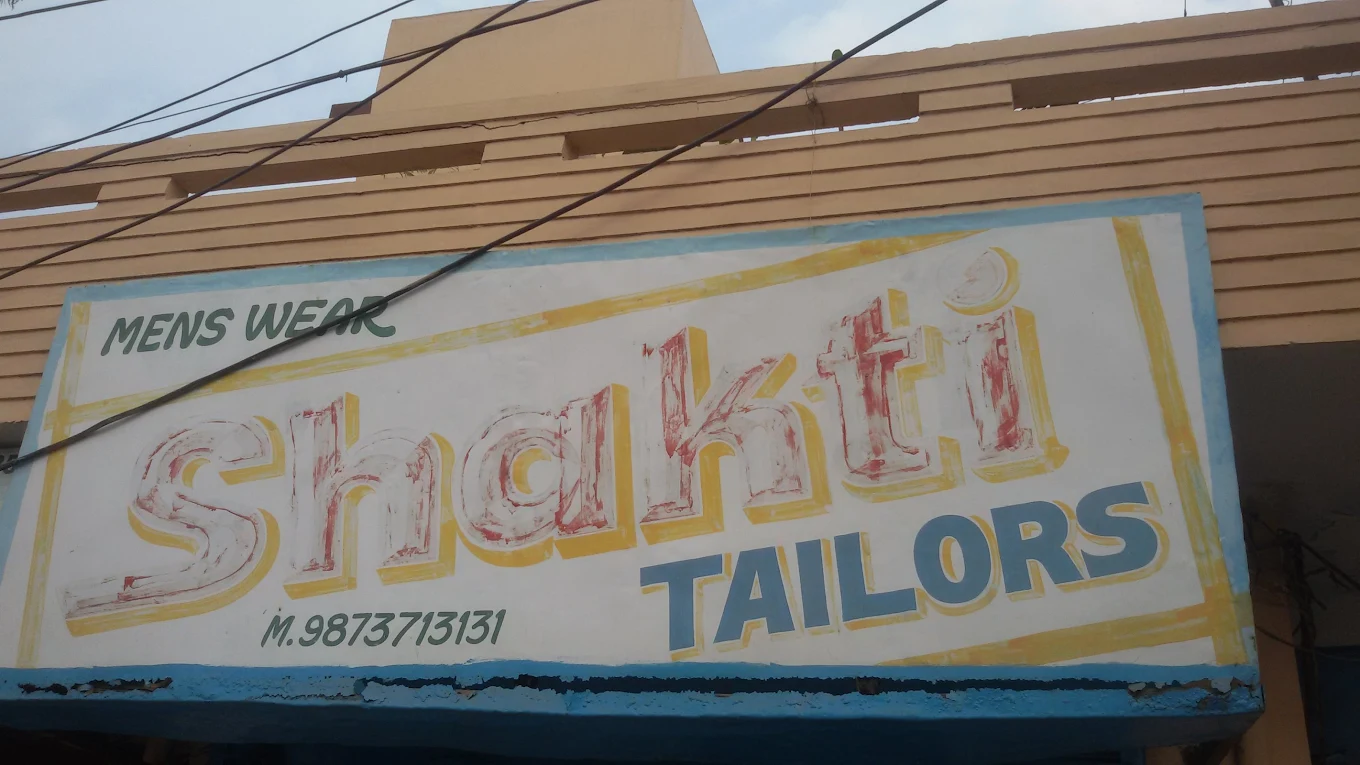 MENS WEAR
Shakti
TAILORS
M.9873713131